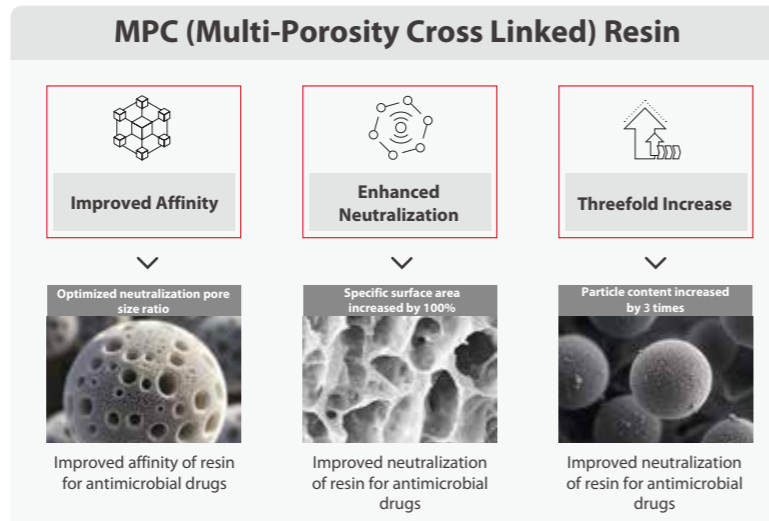 MPC (Multi-Porosity Cross Linked) Resin
Improved Affinity
Enhanced
Neutralization
Threefold Increase
Optimized neutralization pore
size ratio
Specific surface area
increased by 100%
Particle content increased
by 3 times
Improved affinity of resin
for antimicrobial drugs
Improved neutralization
of resin for antimicrobial
drugs
Improved neutralization
of resin for antimicrobial
drugs